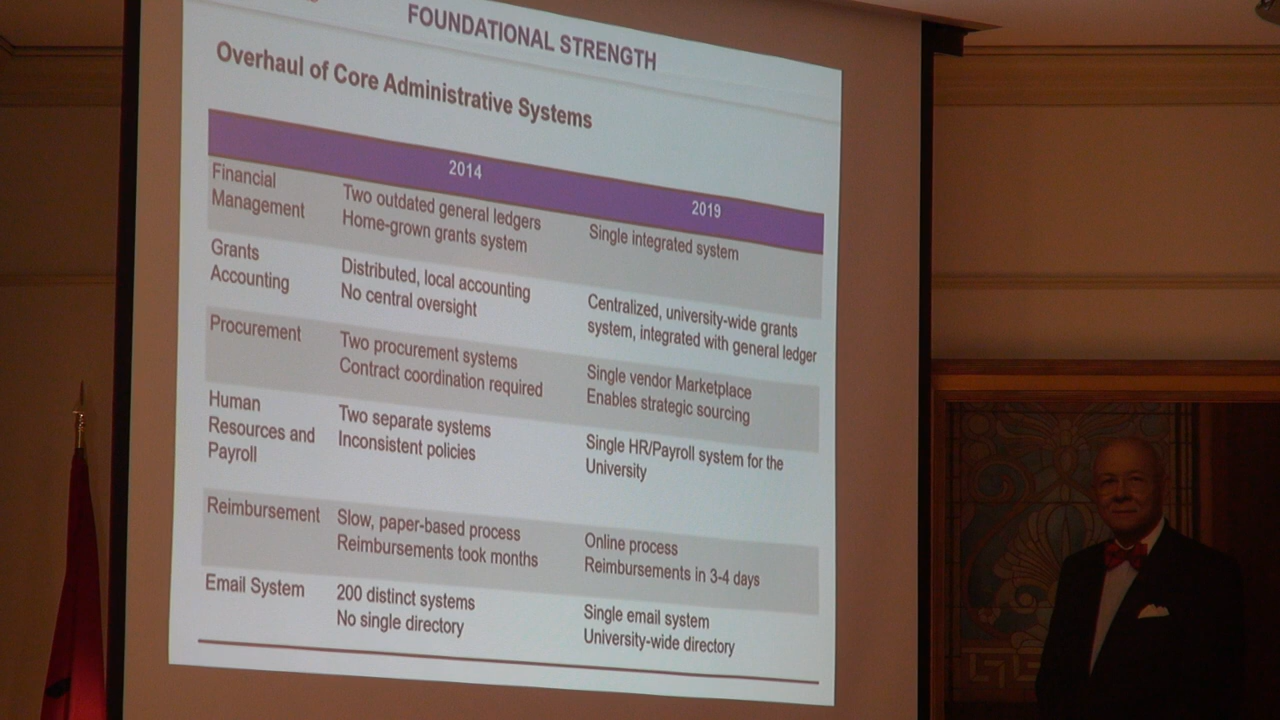 FOUNDATIONAL STRENGTH
Overhaul of Core Administrative Systems
2014
2019
Financial
Management
Two outdated general ledgers
Home-grown grants system
Single integrated system
Grants
Accounting
Distributed, local accounting
No central oversight
Centralized, university-wide grants
system, integrated with general ledger
Procurement
Two procurement systems
Contract coordination required
Single vendor Marketplace
Enables strategic sourcing
Human
Resources and
Payroll
Two separate systems
Inconsistent policies
Single HR/Payroll system for the
University
Reimbursement
Slow, paper-based process
Reimbursements took months
Online process
Reimbursements in 3-4 days
Email System
200 distinct systems
No single directory
Single email system
University-wide directory